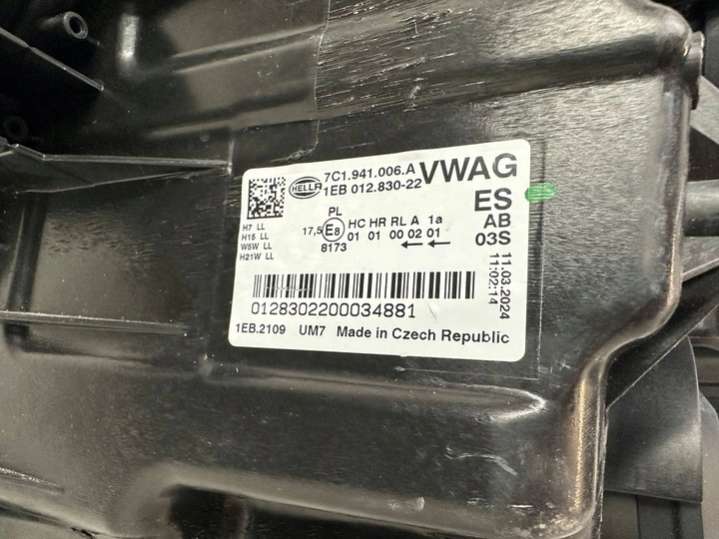 HELLA
7C1.941.006.A
1EB 012.830-22
VWAG
ES
AB
03S
11.03.2024
11:02:14
H7 LL
H15 LL
W5W LL
H21W LL
PL
17,5 E8 HC HR RL A 1a
01 01 00 02 01
8173
0128302200034881
1EB.2109 UM7 Made in Czech Republic